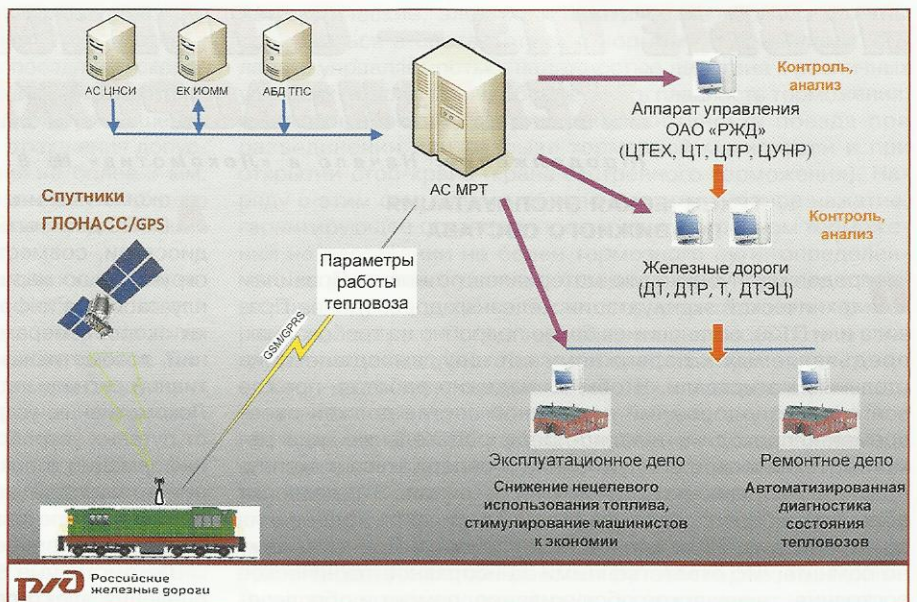 АС ЦНСИ
ЕК ИОММ
АБД ТПС
АС МРТ
Контроль,
анализ
Аппарат управления
ОАО «РЖД»
(ЦТЕХ, ЦТ, ЦТР, ЦУНР)
Контроль,
анализ
Железные дороги
(ДТ, ДТР, Т, ДТЭЦ)
Спутники
ГЛОНАСС/GPS
Параметры
работы
тепловоза
GSM/GPRS
Эксплуатационное депо
Снижение нецелевого
использования топлива,
стимулирование машинистов
к экономии
Ремонтное депо
Автоматизированная
диагностика
состояния
тепловозов
ржд Российские
железные дороги